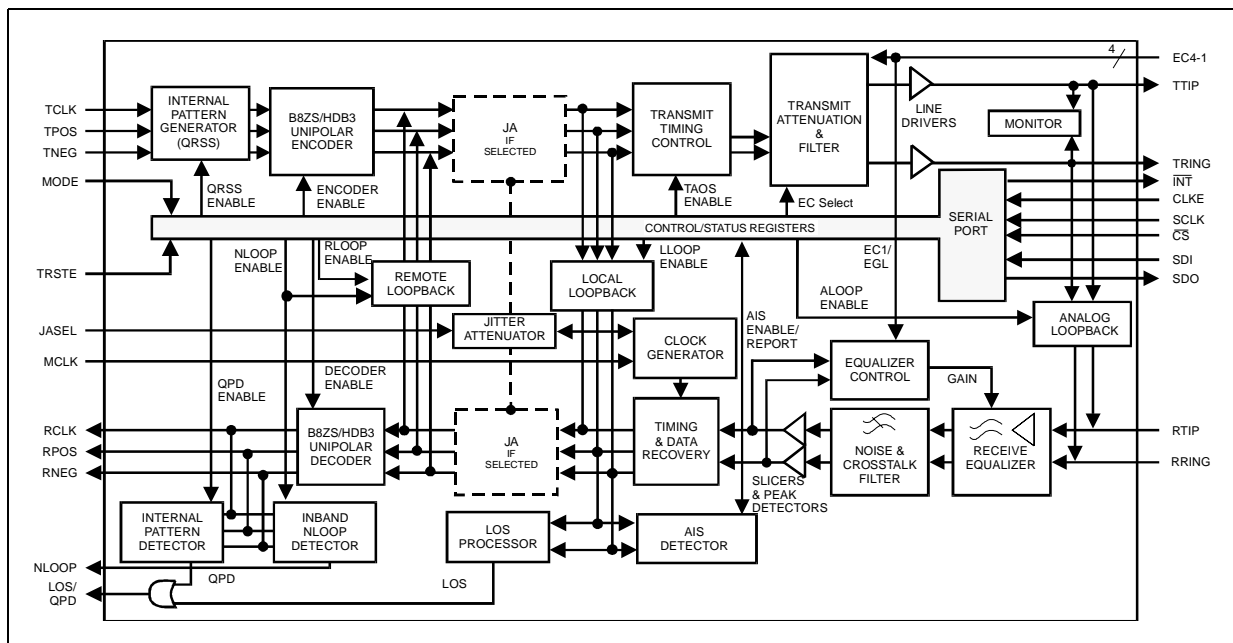 4
EC4-1
TCLK
TPOS
TNEG
MODE
TRSTE
JASEL
MCLK
RCLK
RPOS
RNEG
NLOOP
LOS/
QPD
INTERNAL
PATTERN
GENERATOR
(QRSS)
B8ZS/HDB3
UNIPOLAR
ENCODER
JA
IF
SELECTED
TRANSMIT
TIMING
CONTROL
TRANSMIT
ATTENUATION
&
FILTER
LINE
DRIVERS
MONITOR
TTIP
TRING
INT
CLKE
SCLK
CS
SDI
SDO
QRSS
ENABLE
ENCODER
ENABLE
TAOS
ENABLE
EC Select
SERIAL
PORT
CONTROL/STATUS REGISTERS
NLOOP
ENABLE
RLOOP
ENABLE
REMOTE
LOOPBACK
LOCAL
LOOPBACK
LLOOP
ENABLE
EC1/
EGL
ALOOP
ENABLE
ANALOG
LOOPBACK
JITTER
ATTENUATOR
CLOCK
GENERATOR
AIS
ENABLE/
REPORT
EQUALIZER
CONTROL
GAIN
QPD
ENABLE
DECODER
ENABLE
B8ZS/HDB3
UNIPOLAR
DECODER
JA
IF
SELECTED
TIMING
& DATA
RECOVERY
SLICERS
& PEAK
DETECTORS
NOISE &
CROSSTALK
FILTER
RECEIVE
EQUALIZER
RTIP
RRING
INTERNAL
PATTERN
DETECTOR
INBAND
NLOOP
DETECTOR
LOS
PROCESSOR
AIS
DETECTOR
QPD
LOS